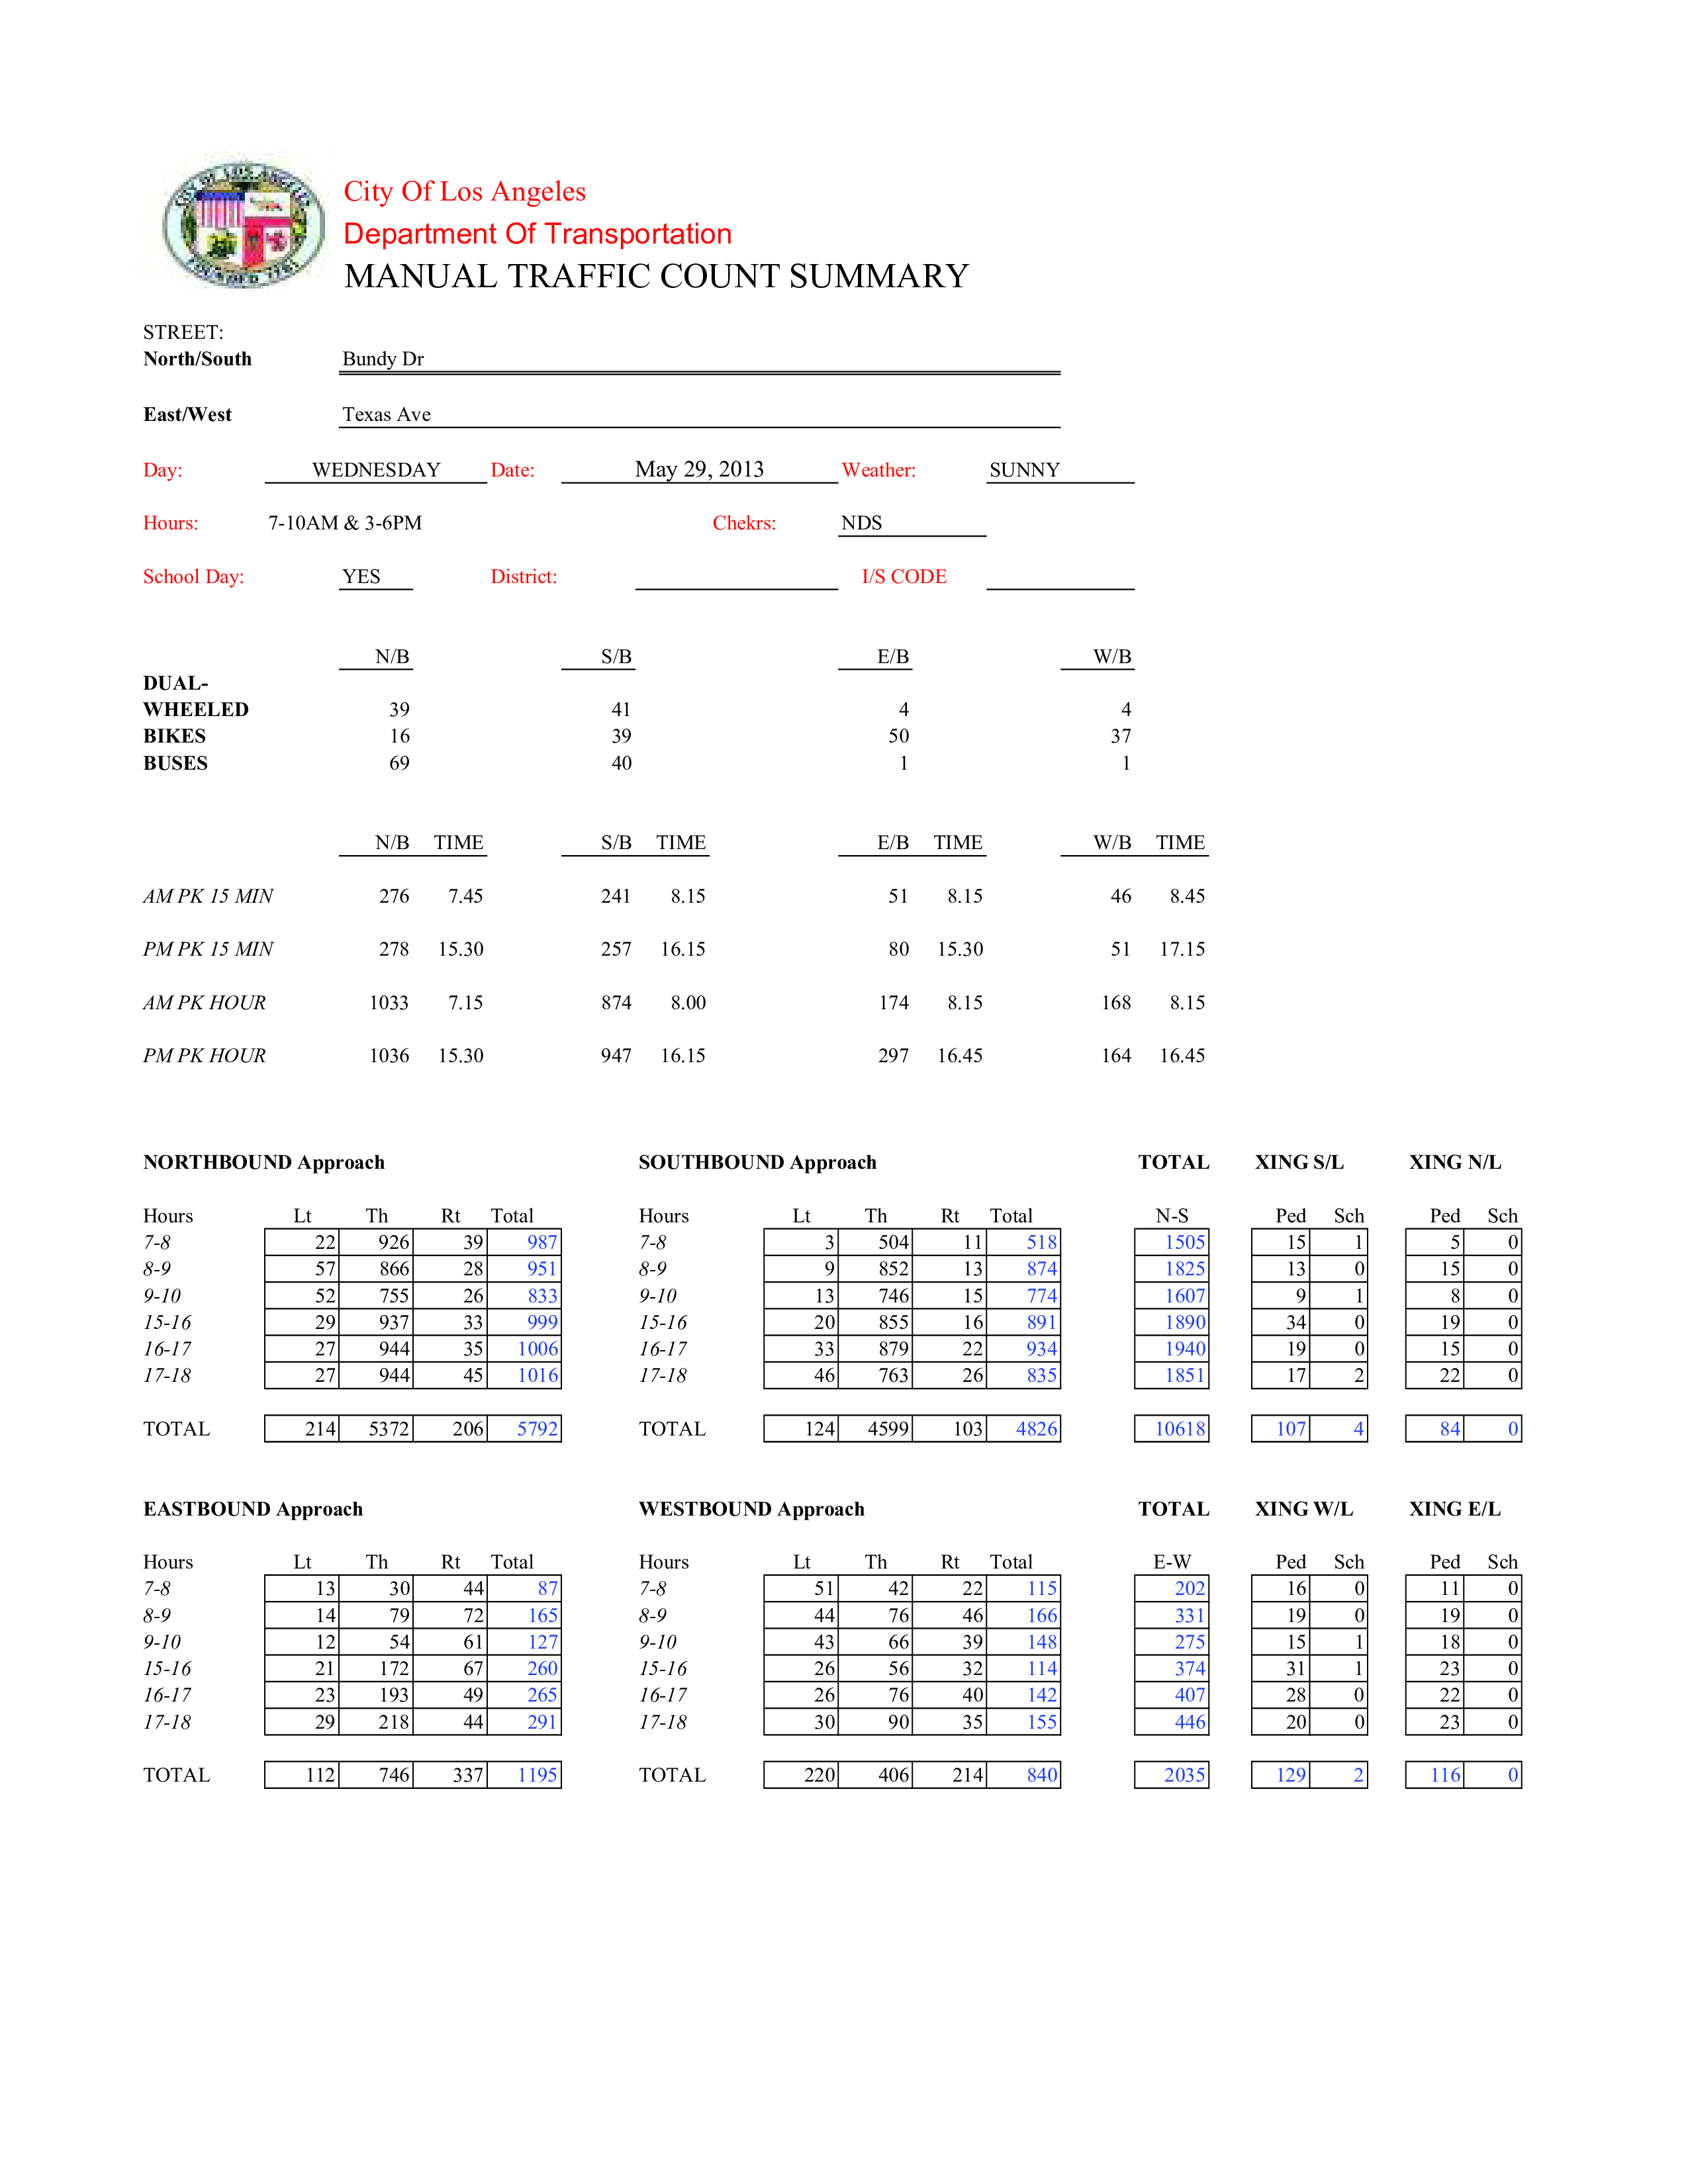 City Of Los Angeles
Department Of Transportation
MANUAL TRAFFIC COUNT SUMMARY
STREET:
North/South Bundy Dr
East/West Texas Ave
Day: WEDNESDAY Date: May 29, 2013 Weather: SUNNY
Hours: 7-10AM & 3-6PM Chekrs: NDS
School Day: YES District: I/S CODE
N/B S/B E/B W/B
DUAL-
WHEELED 39 41 4 4
BIKES 16 39 50 37
BUSES 69 40 1 1
N/B TIME S/B TIME E/B TIME W/B TIME
AM PK 15 MIN 276 7.45 241 8.15 51 8.15 46 8.45
PM PK 15 MIN 278 15.30 257 16.15 80 15.30 51 17.15
AM PK HOUR 1033 7.15 874 8.00 174 8.15 168 8.15
PM PK HOUR 1036 15.30 947 16.15 297 16.45 164 16.45
NORTHBOUND Approach SOUTHBOUND Approach TOTAL XING S/L XING N/L
Hours Lt Th Rt Total Hours Lt Th Rt Total N-S Ped Sch Ped Sch
7-8 22 926 39 987 7-8 3 504 11 518 1505 15 1 5 0
8-9 57 866 28 951 8-9 9 852 13 874 1825 13 0 15 0
9-10 52 755 26 833 9-10 13 746 15 774 1607 9 1 8 0
15-16 29 937 33 999 15-16 20 855 16 891 1890 34 0 19 0
16-17 27 944 35 1006 16-17 33 879 22 934 1940 19 0 15 0
17-18 27 944 45 1016 17-18 46 763 26 835 1851 17 2 22 0
TOTAL 214 5372 206 5792 TOTAL 124 4599 103 4826 10618 107 4 84 0
EASTBOUND Approach WESTBOUND Approach TOTAL XING W/L XING E/L
Hours Lt Th Rt Total Hours Lt Th Rt Total E-W Ped Sch Ped Sch
7-8 13 30 44 87 7-8 51 42 22 115 202 16 0 11 0
8-9 14 79 72 165 8-9 44 76 46 166 331 19 0 19 0
9-10 12 54 61 127 9-10 43 66 39 148 275 15 1 18 0
15-16 21 172 67 260 15-16 26 56 32 114 374 31 1 23 0
16-17 23 193 49 265 16-17 26 76 40 142 407 28 0 22 0
17-18 29 218 44 291 17-18 30 90 35 155 446 20 0 23 0
TOTAL 112 746 337 1195 TOTAL 220 406 214 840 2035 129 2 116 0